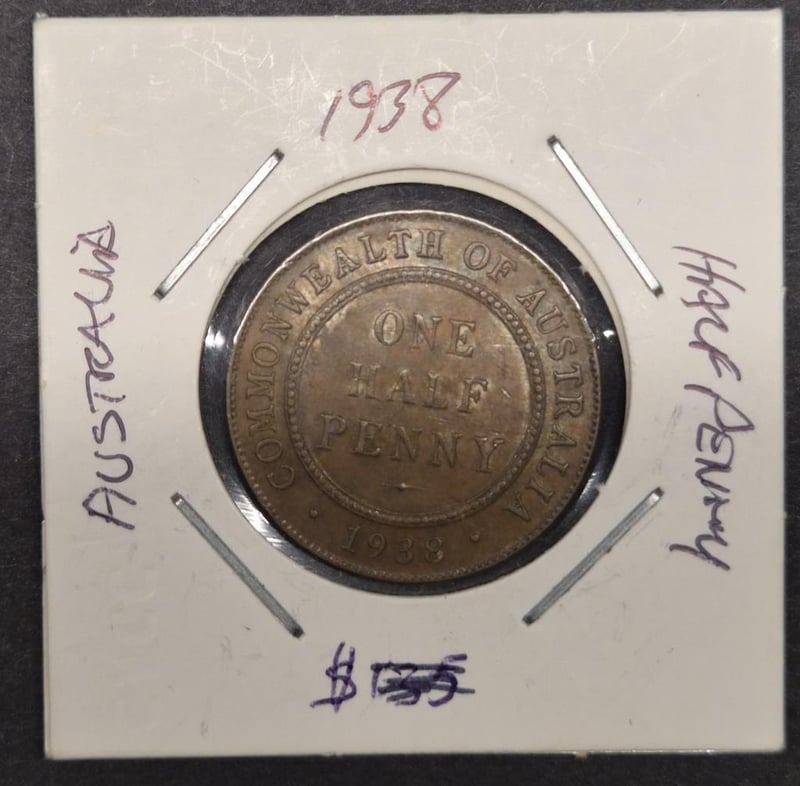 1938
AUSTRALIA
HALF PENNY
COMMONWEALTH OF AUSTRALIA
ONE
HALF
PENNY
· 1938 ·
$